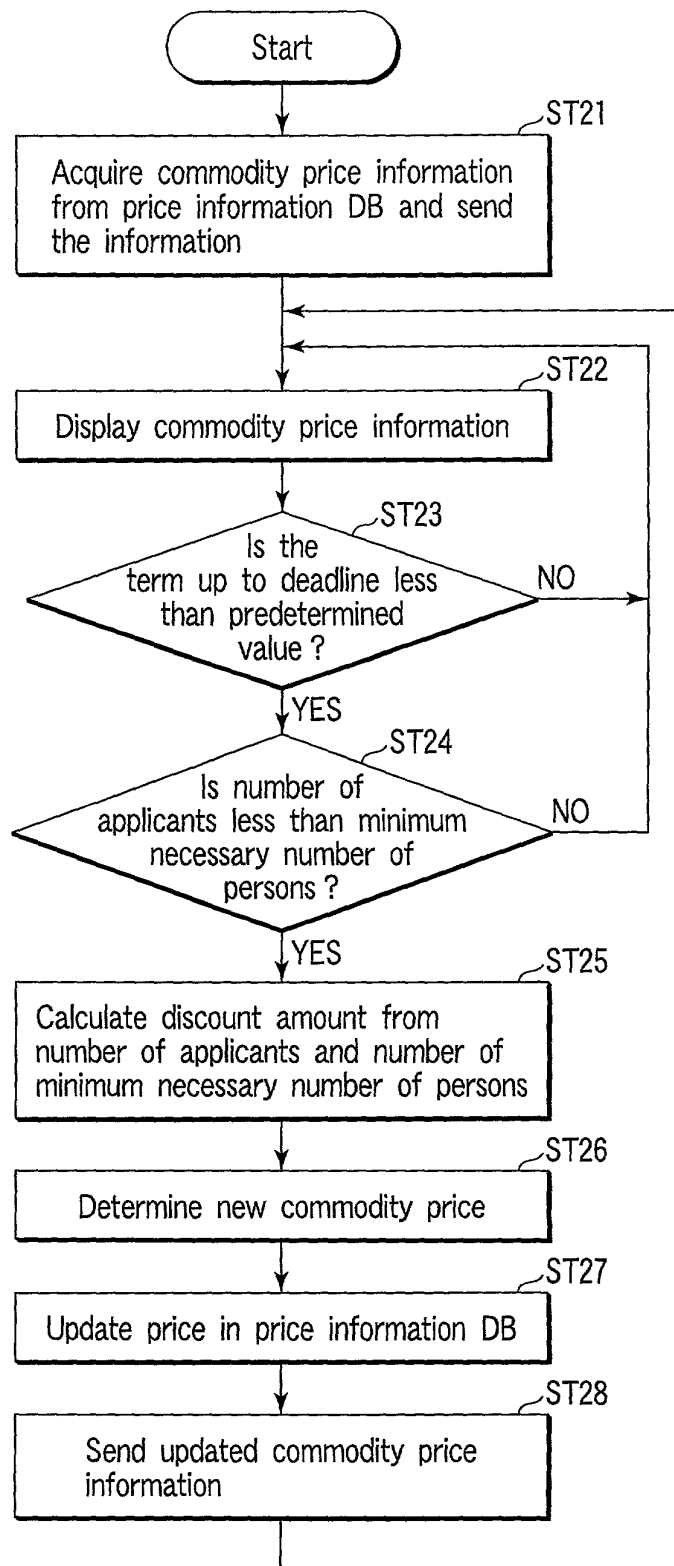 Start
ST21
Acquire commodity price information
from price information DB and send
the information
ST22
Display commodity price information
ST23
Is the
term up to deadline less
than predetermined
value ?
NO
YES
ST24
Is number of
applicants less than minimum
necessary number of
persons ?
NO
YES
ST25
Calculate discount amount from
number of applicants and number of
minimum necessary number of persons
ST26
Determine new commodity price
ST27
Update price in price information DB
ST28
Send updated commodity price
information